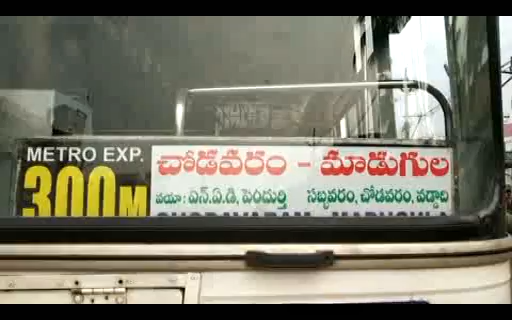 METRO EXP.
300M
చోడవరం - మాడుగుల
వయా : ఎన్.ఏ.డి, పెందుర్తి సబ్బవరం, చోడవరం, వడ్డాది